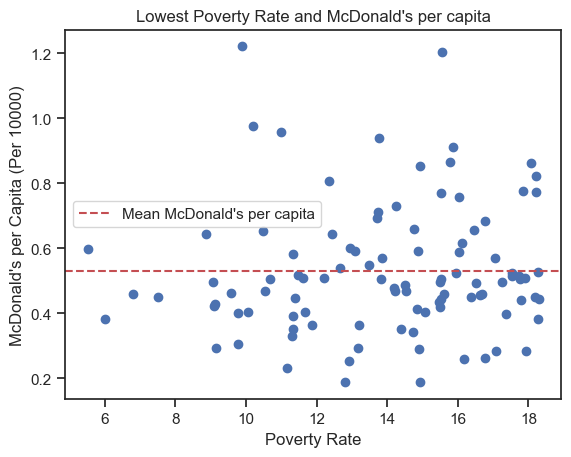 Lowest Poverty Rate and McDonald's per capita
McDonald's per Capita (Per 10000)
1.2
1.0
0.8
0.6
0.4
0.2
Mean McDonald's per capita
6 8 10 12 14 16 18
Poverty Rate